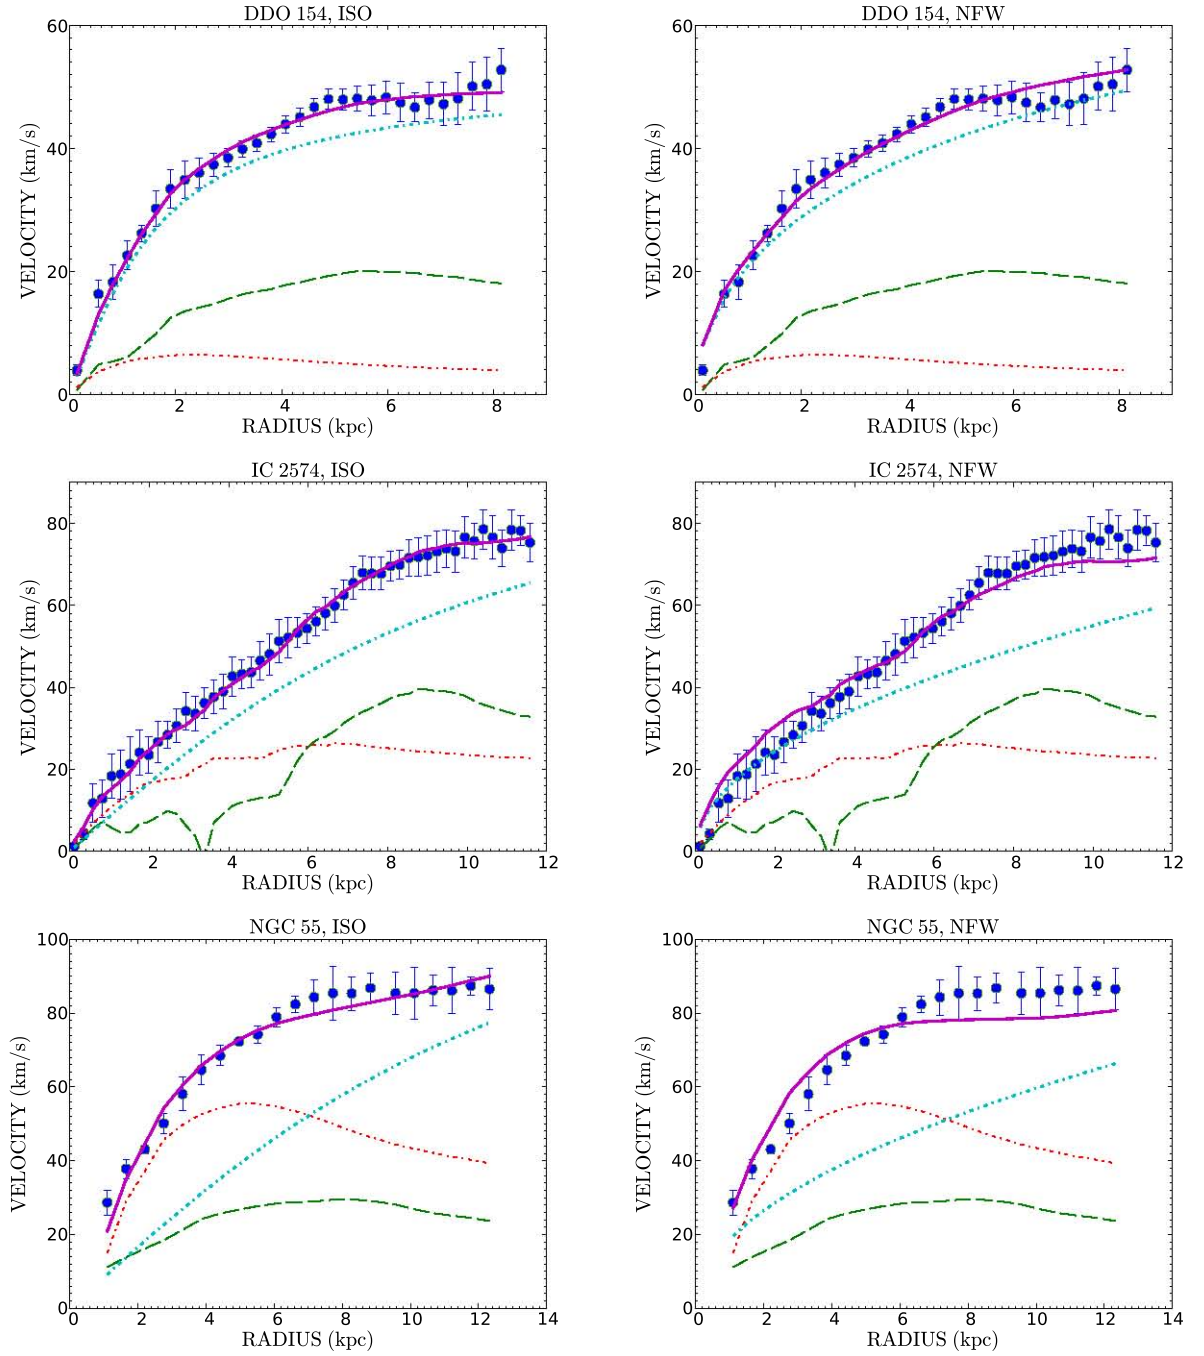 DDO 154, ISO
VELOCITY (km/s)
60
40
20
0
0 2 4 6 8
RADIUS (kpc)
DDO 154, NFW
VELOCITY (km/s)
60
40
20
0
0 2 4 6 8
RADIUS (kpc)
IC 2574, ISO
VELOCITY (km/s)
80
60
40
20
0
0 2 4 6 8 10 12
RADIUS (kpc)
IC 2574, NFW
VELOCITY (km/s)
80
60
40
20
0
0 2 4 6 8 10 12
RADIUS (kpc)
NGC 55, ISO
VELOCITY (km/s)
100
80
60
40
20
0
0 2 4 6 8 10 12 14
RADIUS (kpc)
NGC 55, NFW
VELOCITY (km/s)
100
80
60
40
20
0
0 2 4 6 8 10 12 14
RADIUS (kpc)